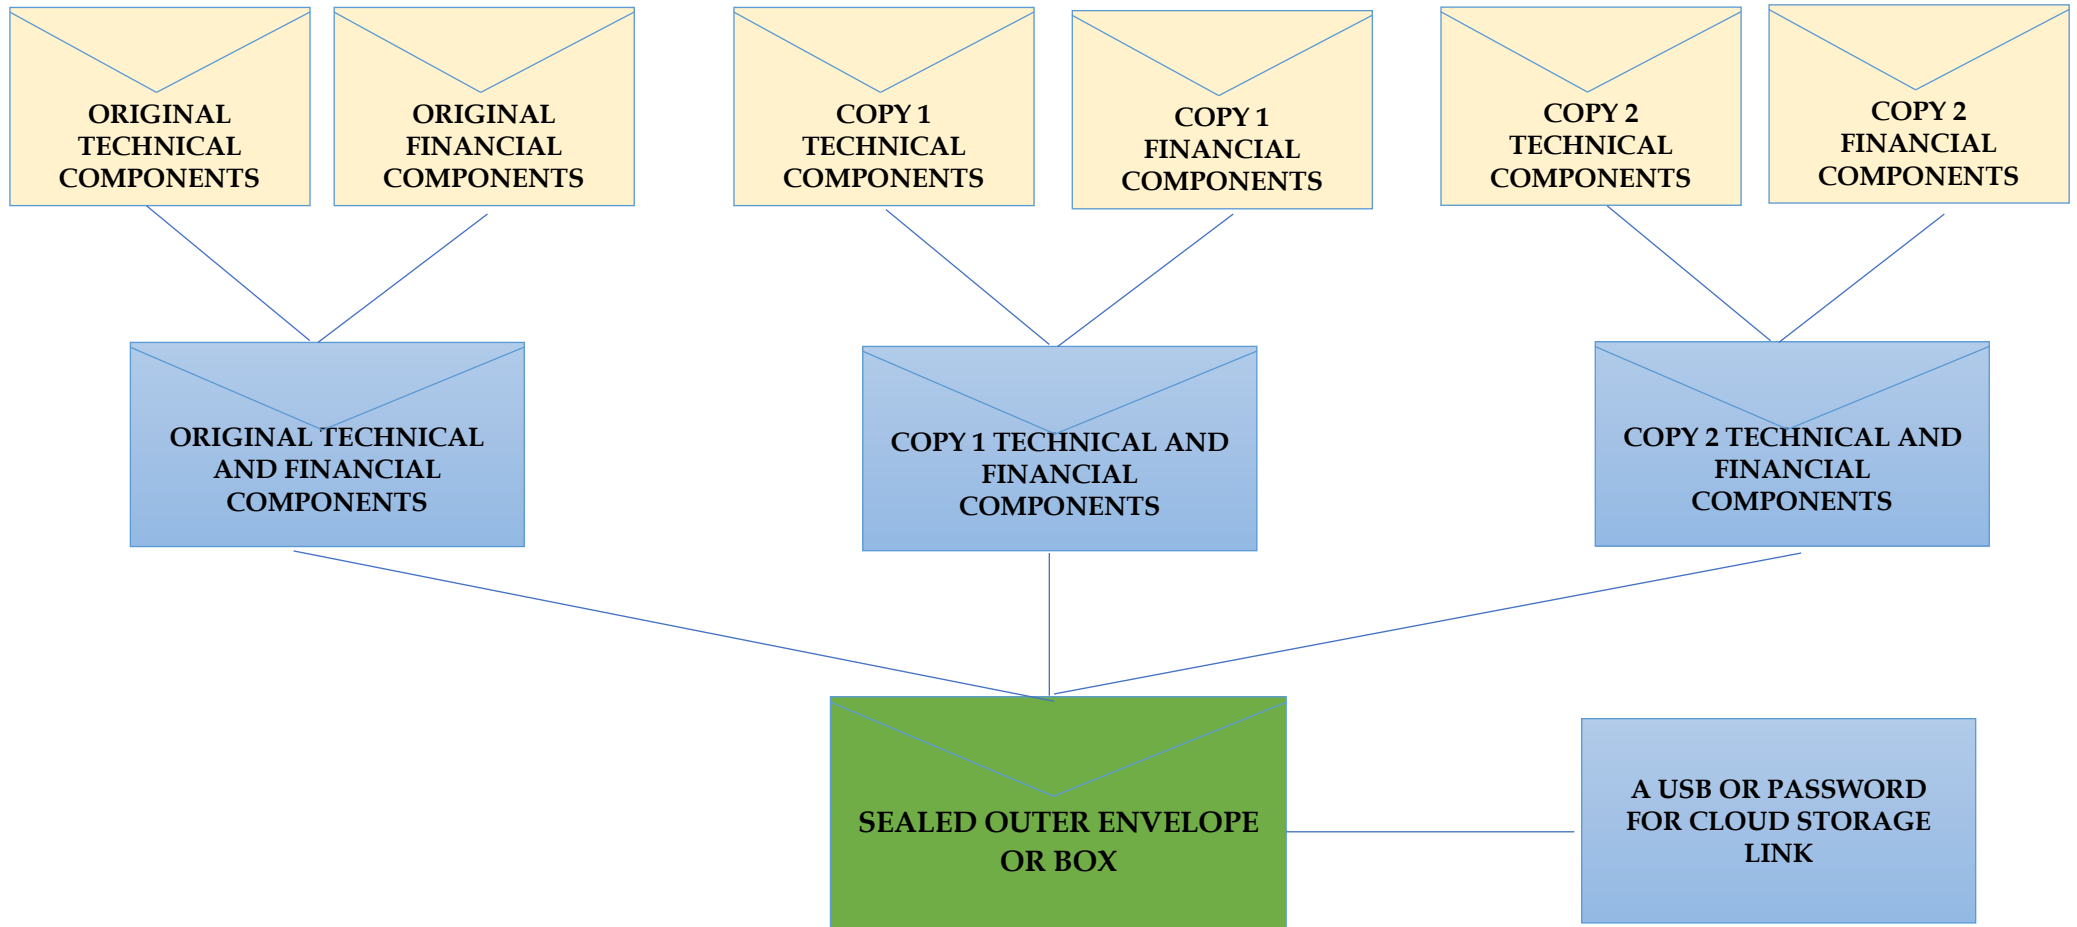 ORIGINAL
TECHNICAL
COMPONENTS
ORIGINAL
FINANCIAL
COMPONENTS
COPY 1
TECHNICAL
COMPONENTS
COPY 1
FINANCIAL
COMPONENTS
COPY 2
TECHNICAL
COMPONENTS
COPY 2
FINANCIAL
COMPONENTS
ORIGINAL TECHNICAL
AND FINANCIAL
COMPONENTS
COPY 1 TECHNICAL AND
FINANCIAL
COMPONENTS
COPY 2 TECHNICAL AND
FINANCIAL
COMPONENTS
SEALED OUTER ENVELOPE
OR BOX
A USB OR PASSWORD
FOR CLOUD STORAGE
LINK